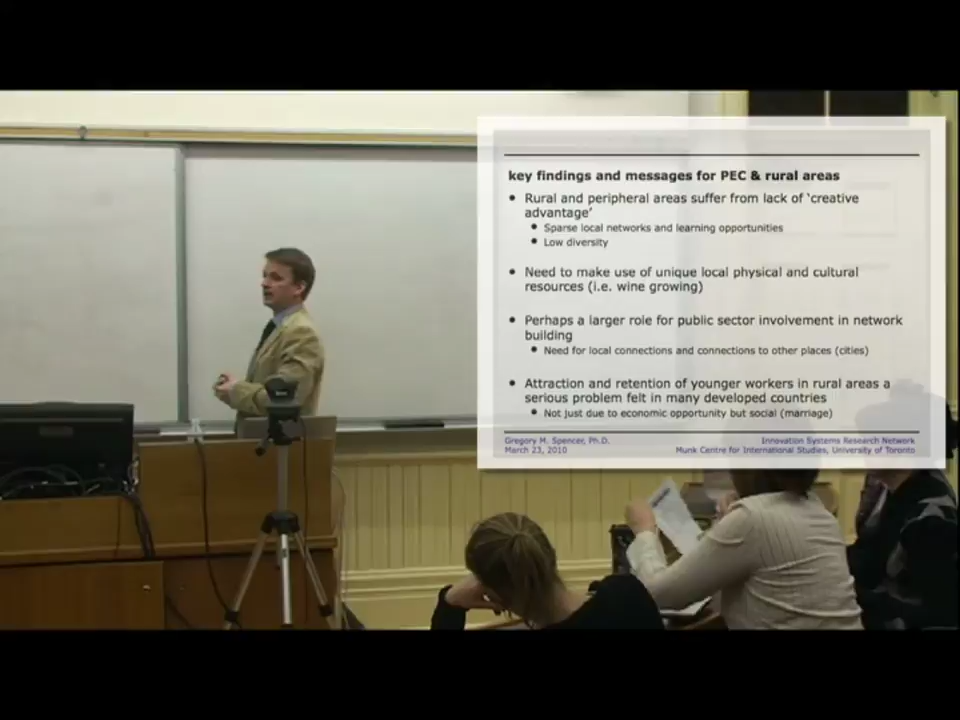 key findings and messages for PEC & rural areas
• Rural and peripheral areas suffer from lack of ‘creative
advantage’
• Sparse local networks and learning opportunities
• Low diversity
• Need to make use of unique local physical and cultural
resources (i.e. wine growing)
• Perhaps a larger role for public sector involvement in network
building
• Need for local connections and connections to other places (cities)
• Attraction and retention of younger workers in rural areas a
serious problem felt in many developed countries
• Not just due to economic opportunity but social (marriage)
Gregory M. Spencer, Ph.D. Innovation Systems Research Network
March 23, 2010 Munk Centre for International Studies, University of Toronto